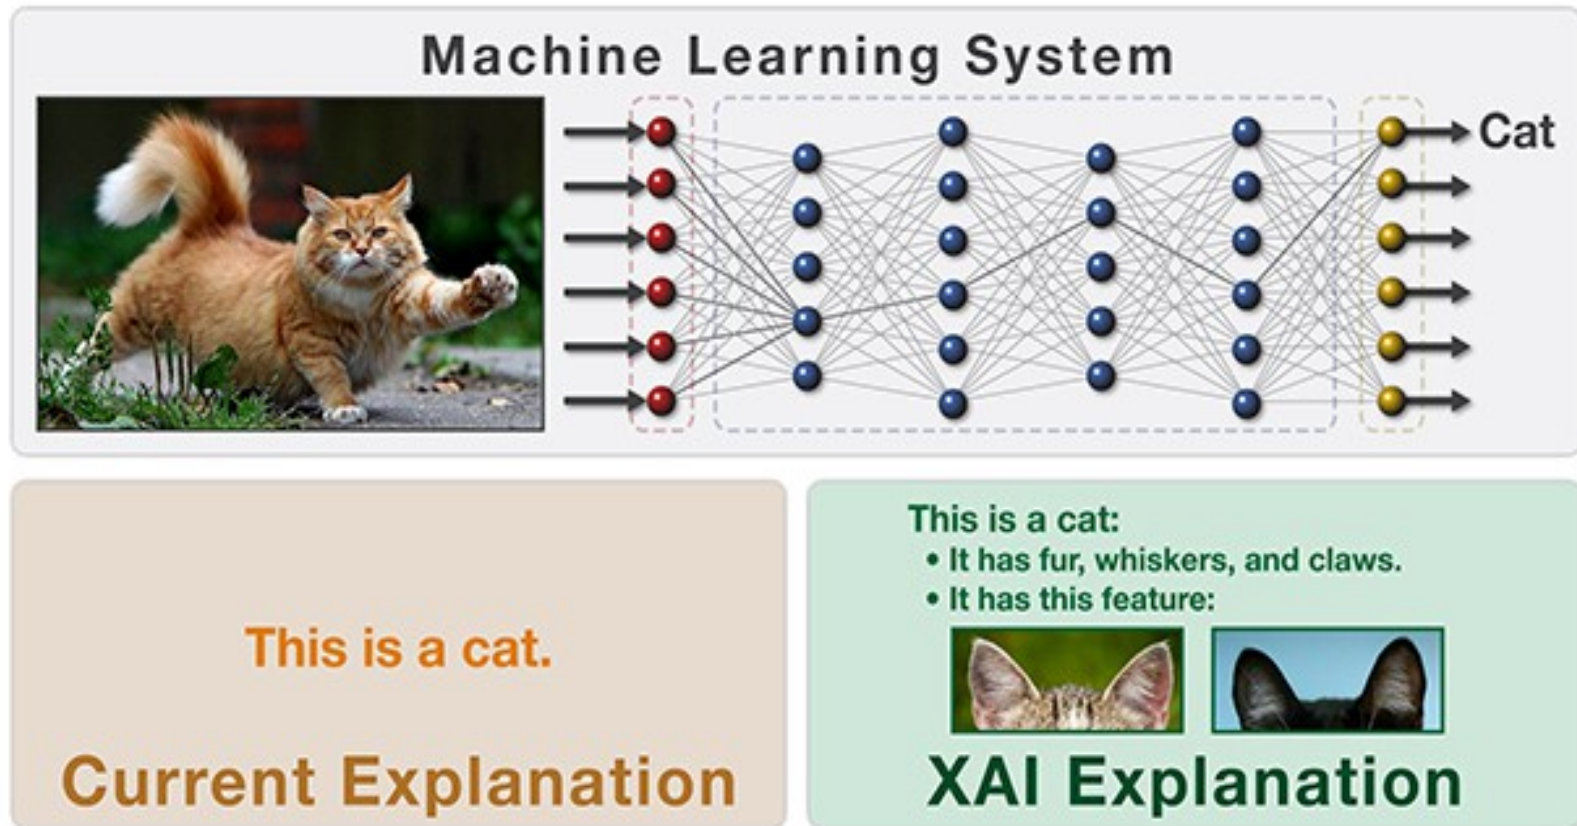 Machine Learning System
Cat
This is a cat.
Current Explanation
This is a cat:
• It has fur, whiskers, and claws.
• It has this feature:
XAI Explanation